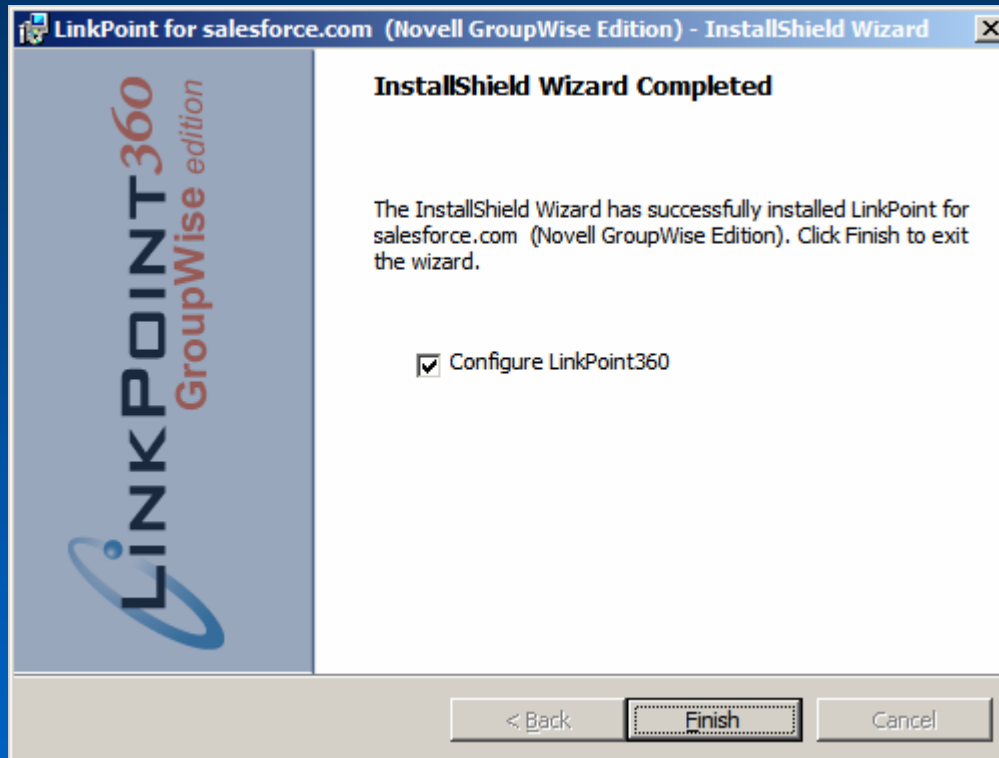 LinkPoint for salesforce.com (Novell GroupWise Edition) - InstallShield Wizard
LINKPOINT360
GroupWise edition
InstallShield Wizard Completed
The InstallShield Wizard has successfully installed LinkPoint for
salesforce.com (Novell GroupWise Edition). Click Finish to exit
the wizard.
Configure LinkPoint360
< Back
Finish
Cancel